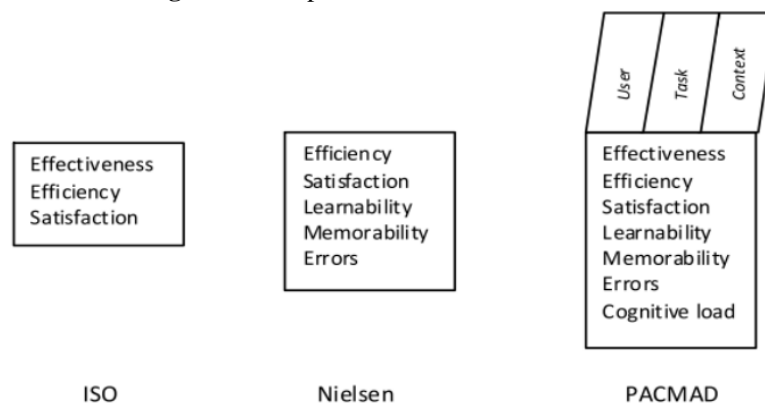 User
Task
Context
Effectiveness
Efficiency
Satisfaction
Efficiency
Satisfaction
Learnability
Memorability
Errors
Effectiveness
Efficiency
Satisfaction
Learnability
Memorability
Errors
Cognitive load
ISO
Nielsen
PACMAD